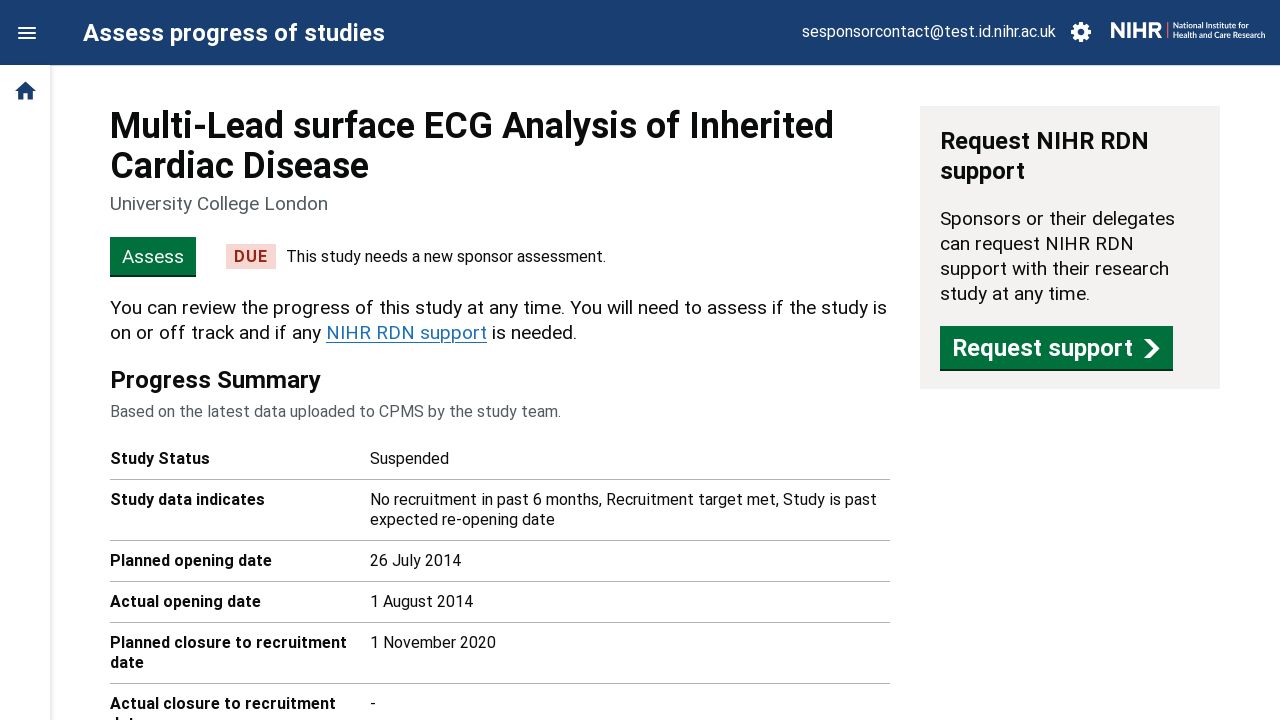 Assess progress of studies
sesponsorcontact@test.id.nihr.ac.uk
NIHR | National Institute for
Health and Care Research
Multi-Lead surface ECG Analysis of Inherited
Cardiac Disease
University College London
Assess
DUE
This study needs a new sponsor assessment.
You can review the progress of this study at any time. You will need to assess if the study is
on or off track and if any NIHR RDN support is needed.
Progress Summary
Based on the latest data uploaded to CPMS by the study team.
Study Status
Suspended
Study data indicates
No recruitment in past 6 months, Recruitment target met, Study is past
expected re-opening date
Planned opening date
26 July 2014
Actual opening date
1 August 2014
Planned closure to recruitment
date
1 November 2020
Actual closure to recruitment
-
Request NIHR RDN
support
Sponsors or their delegates
can request NIHR RDN
support with their research
study at any time.
Request support